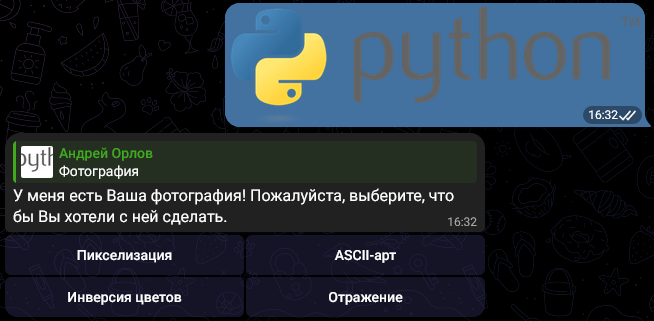 python™
16:32
pyth
Андрей Орлов
Фотография
У меня есть Ваша фотография! Пожалуйста, выберите, что
бы Вы хотели с ней сделать.
16:32
Пикселизация
ASCII-арт
Инверсия цветов
Отражение